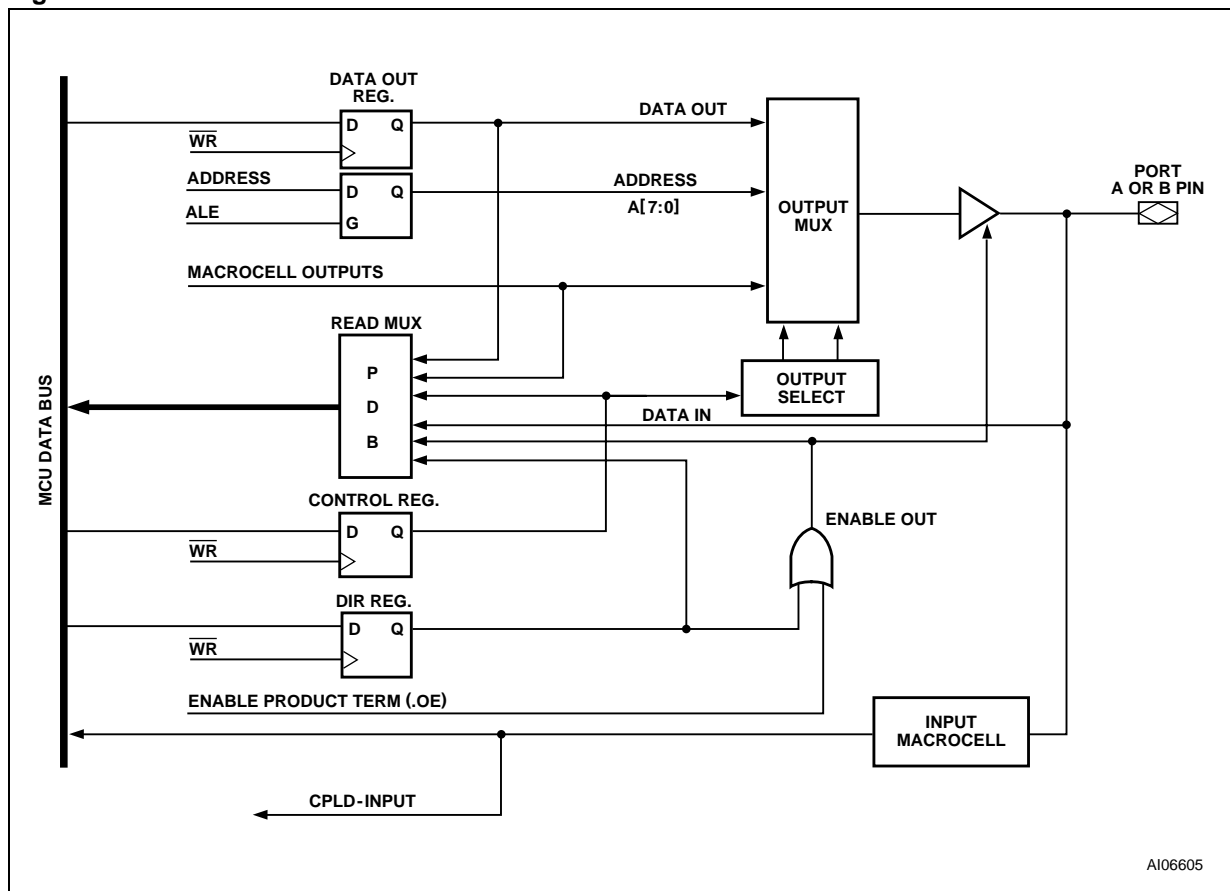 DATA OUT
REG.
D Q
WR
DATA OUT
ADDRESS
D Q
ALE
G
ADDRESS
A[7:0]
OUTPUT
MUX
PORT
A OR B PIN
MACROCELL OUTPUTS
READ MUX
P
D
B
OUTPUT
SELECT
DATA IN
MCU DATA BUS
CONTROL REG.
D Q
WR
ENABLE OUT
DIR REG.
D Q
WR
ENABLE PRODUCT TERM (.OE)
INPUT
MACROCELL
CPLD-INPUT
AI06605